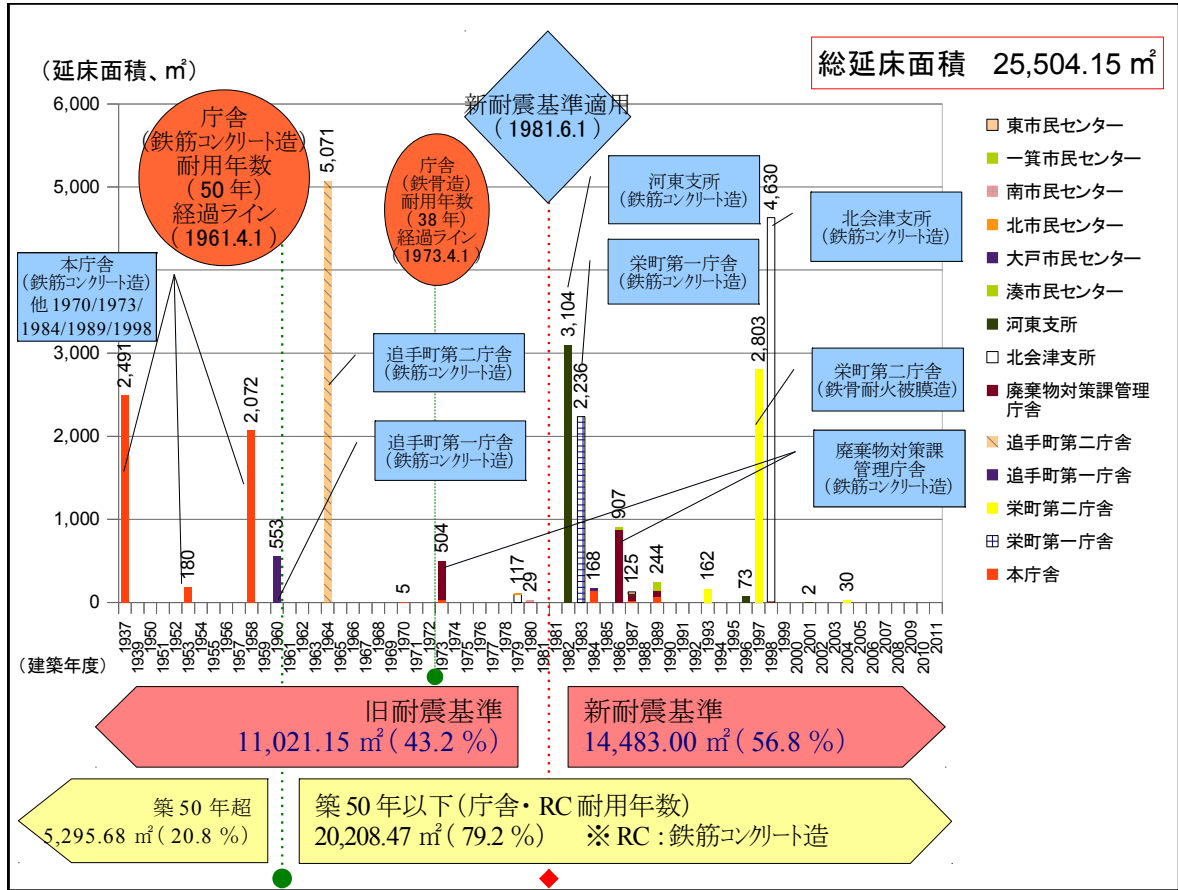 総延床面積 25,504.15 ㎡
(延床面積、㎡)
6,000
5,000
3,000
2,000
1,000
0
庁舎
(鉄筋コンクリート造)
耐用年数
(50年)
経過ライン
(1961.4.1)
庁舎
(鉄骨造)
耐用年数
(38年)
経過ライン
(1973.4.1)
新耐震基準適用
(1981.6.1)
本庁舎
(鉄筋コンクリート造)
他 1970/1973/
1984/1989/1998
追手町第二庁舎
(鉄筋コンクリート造)
追手町第一庁舎
(鉄筋コンクリート造)
河東支所
(鉄筋コンクリート造)
栄町第一庁舎
(鉄筋コンクリート造)
北会津支所
(鉄筋コンクリート造)
栄町第二庁舎
(鉄骨耐火被膜造)
廃棄物対策課
管理庁舎
(鉄筋コンクリート造)
2,491
180
2,072
553
5,071
5
504
117
29
3,104
2,236
168
907
125
244
162
73
2,803
4,630
2
30
東市民センター
一箕市民センター
南市民センター
北市民センター
大戸市民センター
湊市民センター
河東支所
北会津支所
廃棄物対策課管理
庁舎
追手町第二庁舎
追手町第一庁舎
栄町第二庁舎
栄町第一庁舎
本庁舎
1937
1939
1950
1951
1952
1953
1954
1955
1956
1957
1958
1959
1960
1961
1962
1963
1964
1965
1966
1967
1968
1969
1970
1971
1972
1973
1974
1975
1976
1977
1978
1979
1980
1981
1981
1982
1983
1984
1985
1986
1987
1988
1989
1990
1991
1992
1993
1994
1995
1996
1997
1998
1999
2000
2001
2002
2003
2004
2005
2006
2007
2008
2009
2010
2011
(建築年度)
旧耐震基準
11,021.15 ㎡(43.2 %)
新耐震基準
14,483.00 ㎡(56.8 %)
築50年超
5,295.68 ㎡(20.8 %)
築50年以下(庁舎・RC耐用年数)
20,208.47 ㎡(79.2 %) ※RC:鉄筋コンクリート造